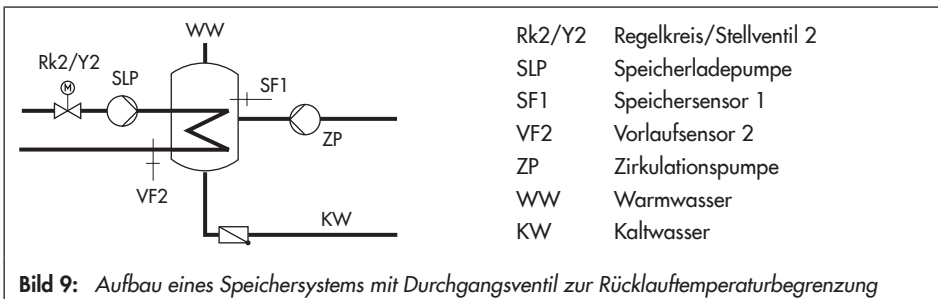 WW
Rk2/Y2
M
SLP
SF1
ZP
VF2
KW
Rk2/Y2 Regelkreis/Stellventil 2
SLP Speicherladepumpe
SF1 Speichersensor 1
VF2 Vorlaufsensor 2
ZP Zirkulationspumpe
WW Warmwasser
KW Kaltwasser
Bild 9: Aufbau eines Speichersystems mit Durchgangsventil zur Rücklauftemperaturbegrenzung